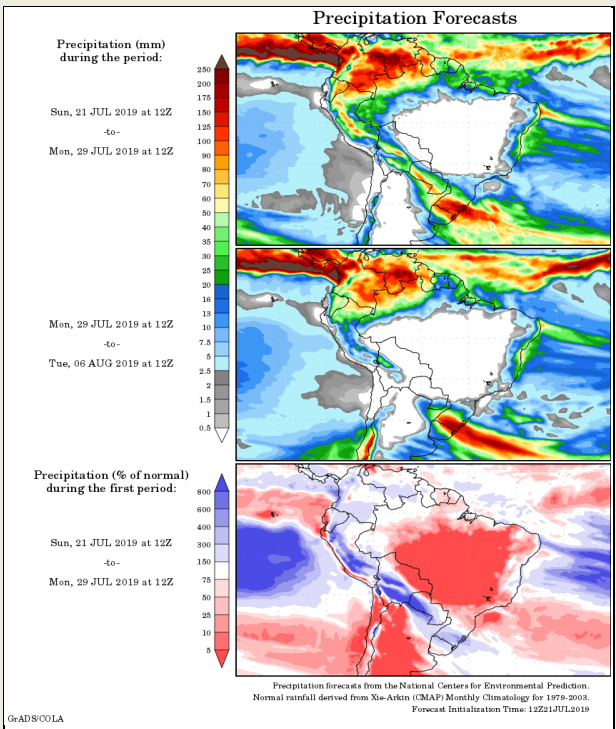 Precipitation Forecasts
Precipitation (mm)
during the period:
Sun, 21 JUL 2019 at 12Z
-to-
Mon, 29 JUL 2019 at 12Z
250
200
175
150
125
100
90
80
70
60
50
40
35
30
25
20
16
13
10
7.5
5
2.5
2
1.5
1
0.5
Mon, 29 JUL 2019 at 12Z
-to-
Tue, 06 AUG 2019 at 12Z
Precipitation (% of normal)
during the first period:
Sun, 21 JUL 2019 at 12Z
-to-
Mon, 29 JUL 2019 at 12Z
800
600
400
300
150
75
50
25
10
5
Precipitation forecasts from the National Centers for Environmental Prediction.
Normal rainfall derived from Xie-Arkin (CMAP) Monthly Climatology for 1979-2003.
Forecast Initialization Time: 12Z21JUL2019
GrADS/COLA